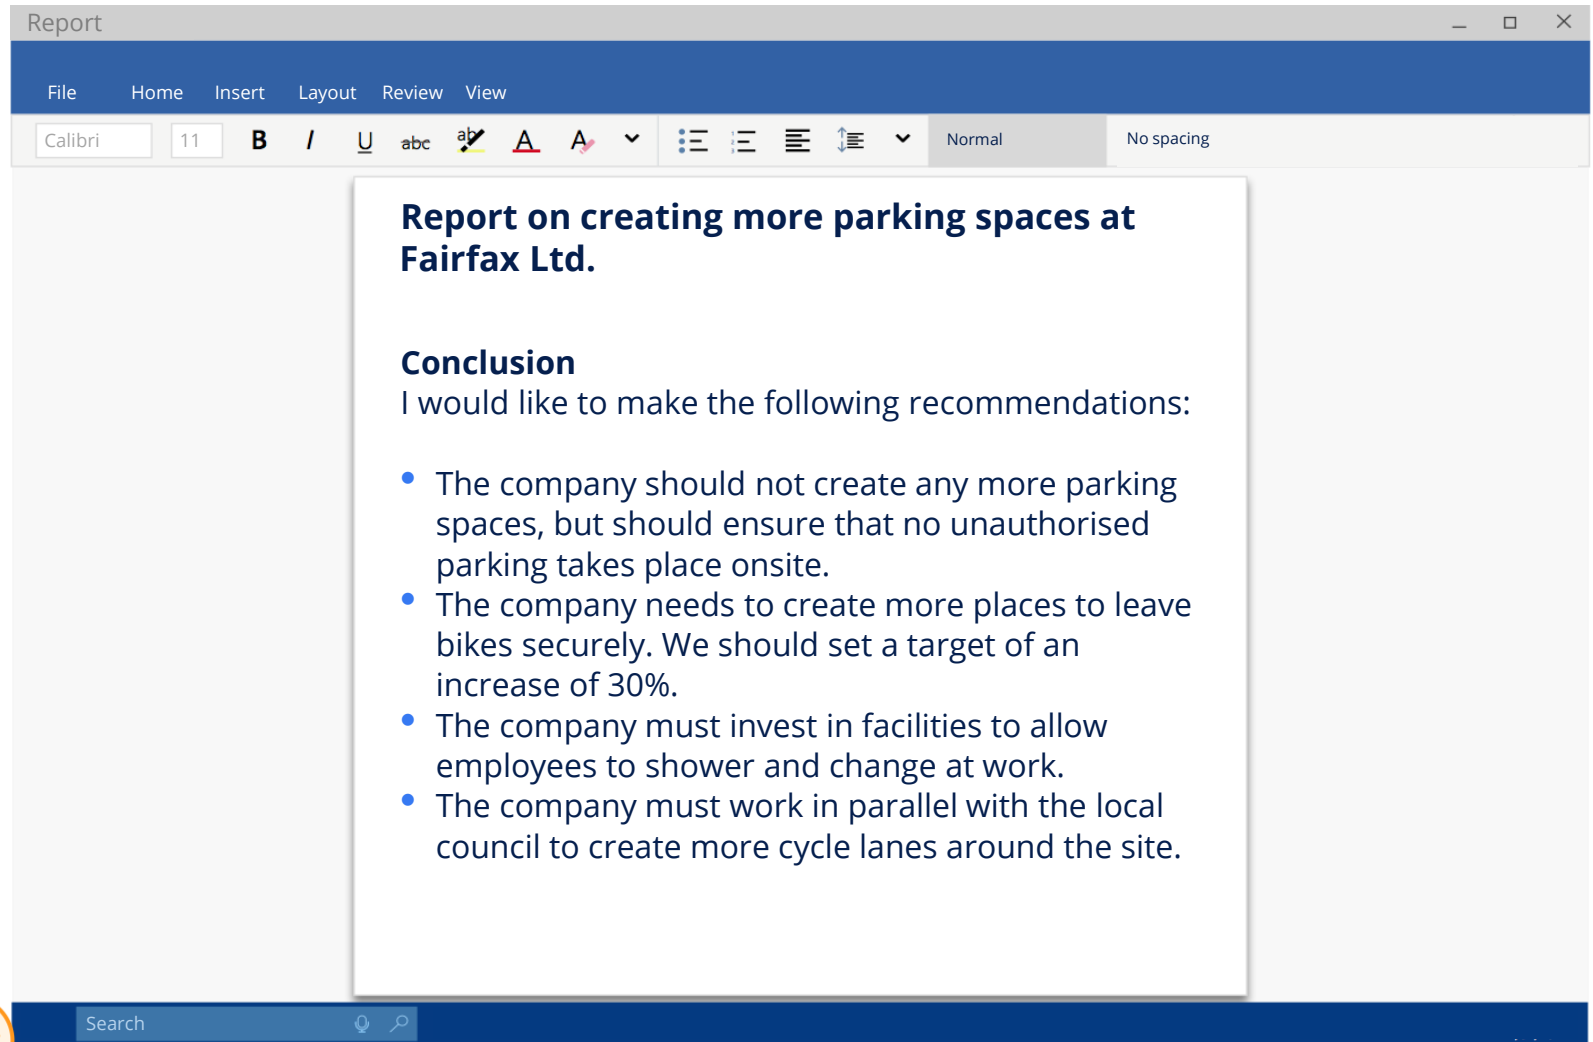 Report
File Home Insert Layout Review View
Calibri 11 B I U abc ab A A Normal No spacing
Report on creating more parking spaces at
Fairfax Ltd.
Conclusion
I would like to make the following recommendations:
• The company should not create any more parking
spaces, but should ensure that no unauthorised
parking takes place onsite.
• The company needs to create more places to leave
bikes securely. We should set a target of an
increase of 30%.
• The company must invest in facilities to allow
employees to shower and change at work.
• The company must work in parallel with the local
council to create more cycle lanes around the site.
Search